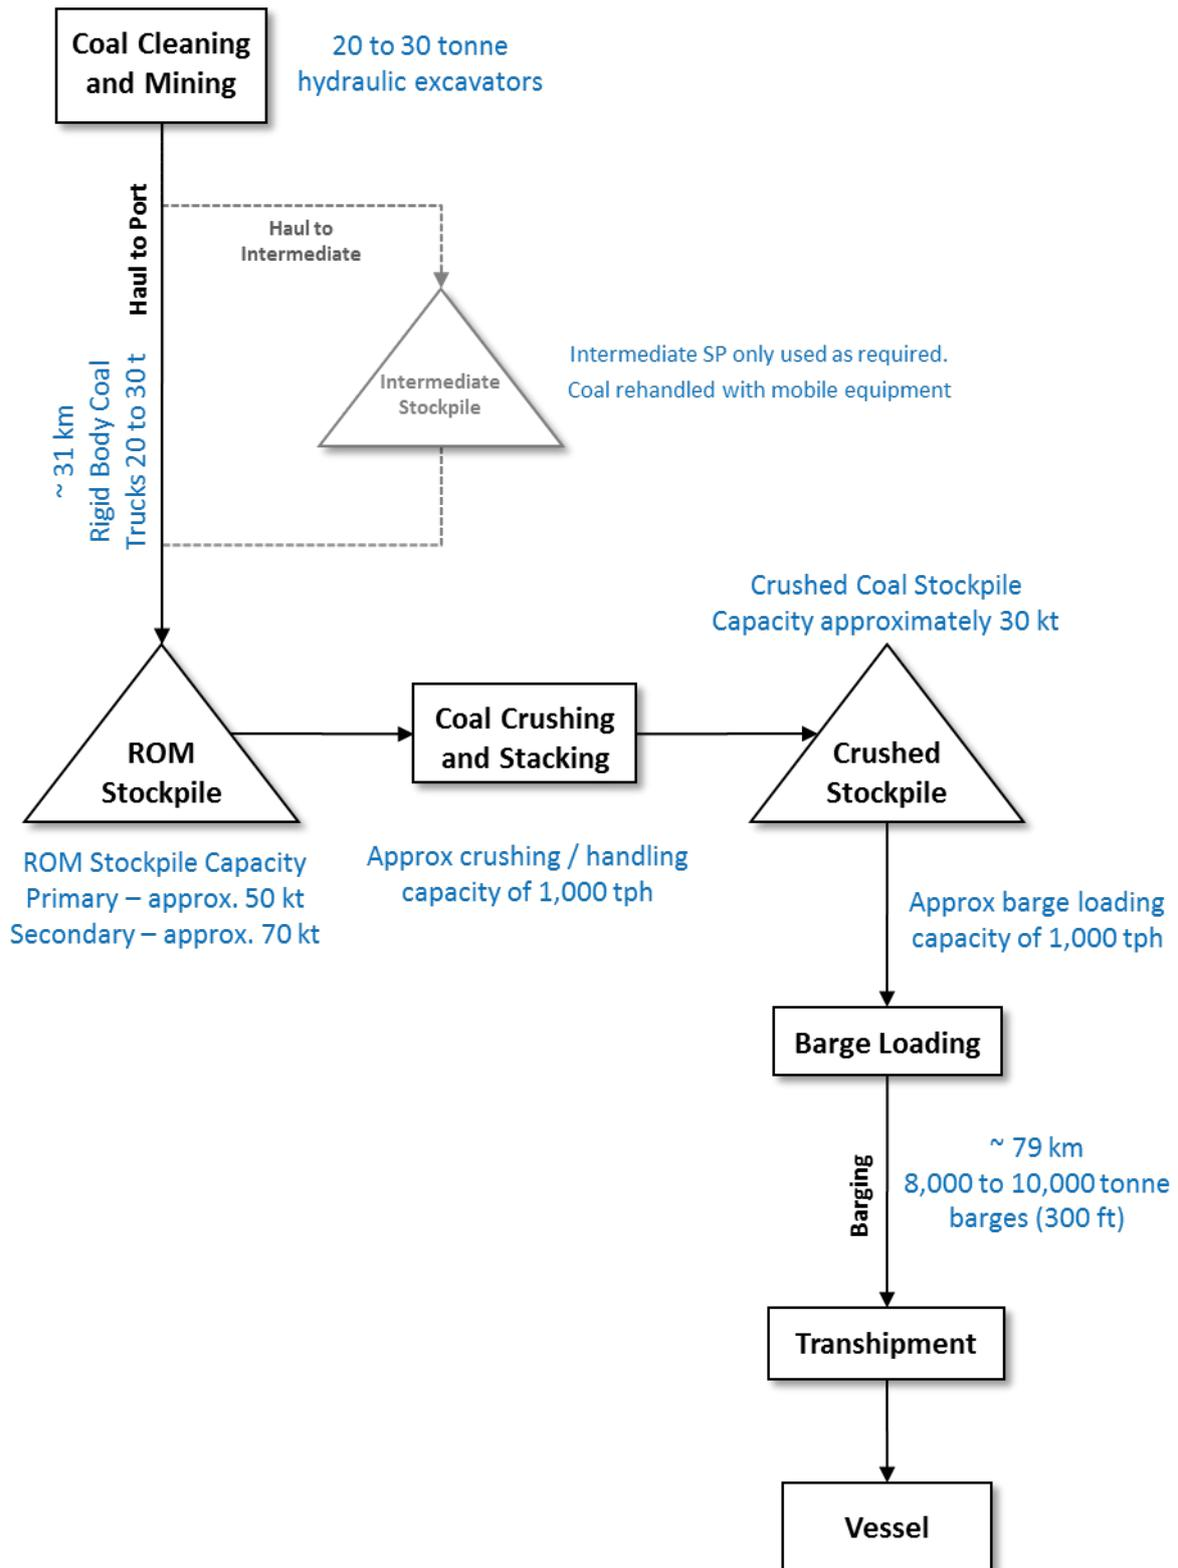 Coal Cleaning
and Mining
20 to 30 tonne
hydraulic excavators
Haul to Port
Haul to
Intermediate
~ 31 km
Rigid Body Coal
Trucks 20 to 30 t
Intermediate
Stockpile
Intermediate SP only used as required.
Coal rehandled with mobile equipment
Crushed Coal Stockpile
Capacity approximately 30 kt
ROM
Stockpile
Coal Crushing
and Stacking
Crushed
Stockpile
ROM Stockpile Capacity
Primary – approx. 50 kt
Secondary – approx. 70 kt
Approx crushing / handling
capacity of 1,000 tph
Approx barge loading
capacity of 1,000 tph
Barge Loading
Barging
~ 79 km
8,000 to 10,000 tonne
barges (300 ft)
Transhipment
Vessel